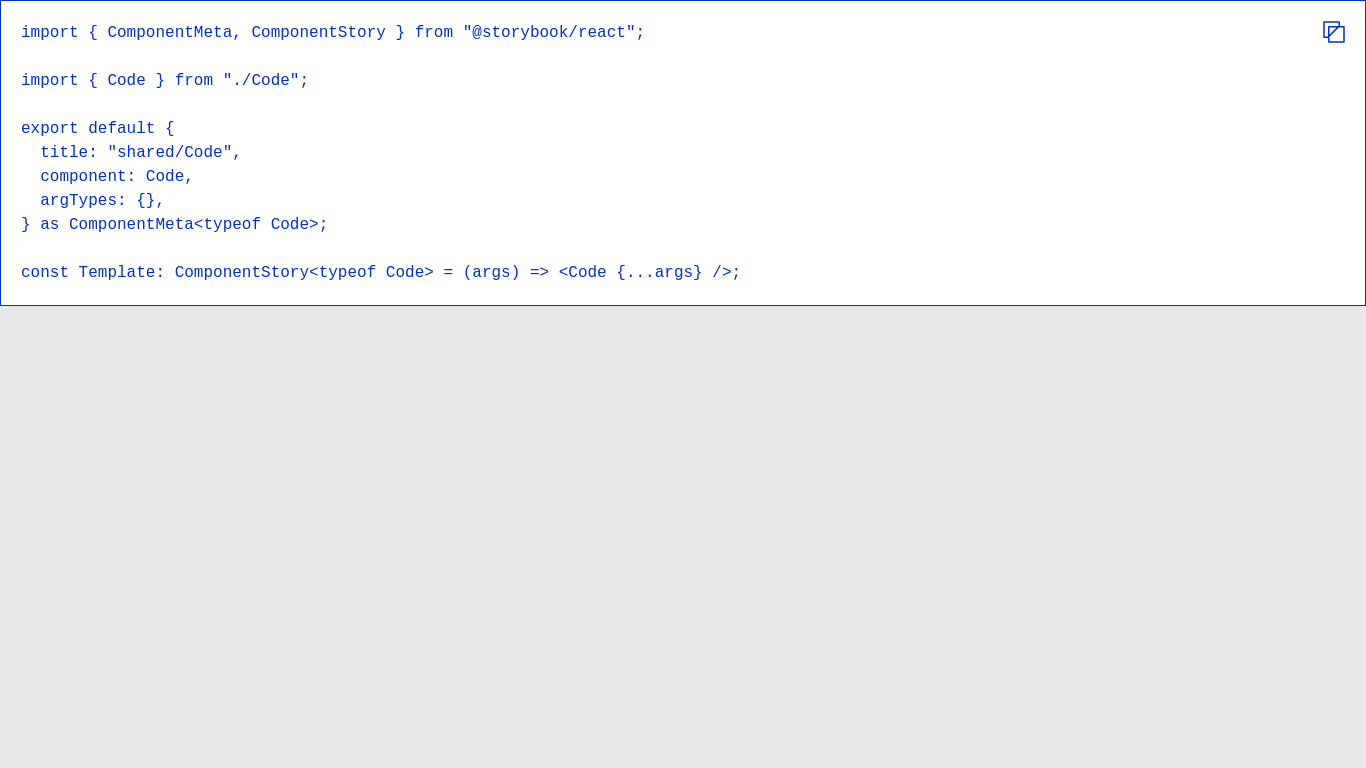 import { ComponentMeta, ComponentStory } from "@storybook/react";

import { Code } from "./Code";

export default {
  title: "shared/Code",
  component: Code,
  argTypes: {},
} as ComponentMeta<typeof Code>;

const Template: ComponentStory<typeof Code> = (args) => <Code {...args} />;